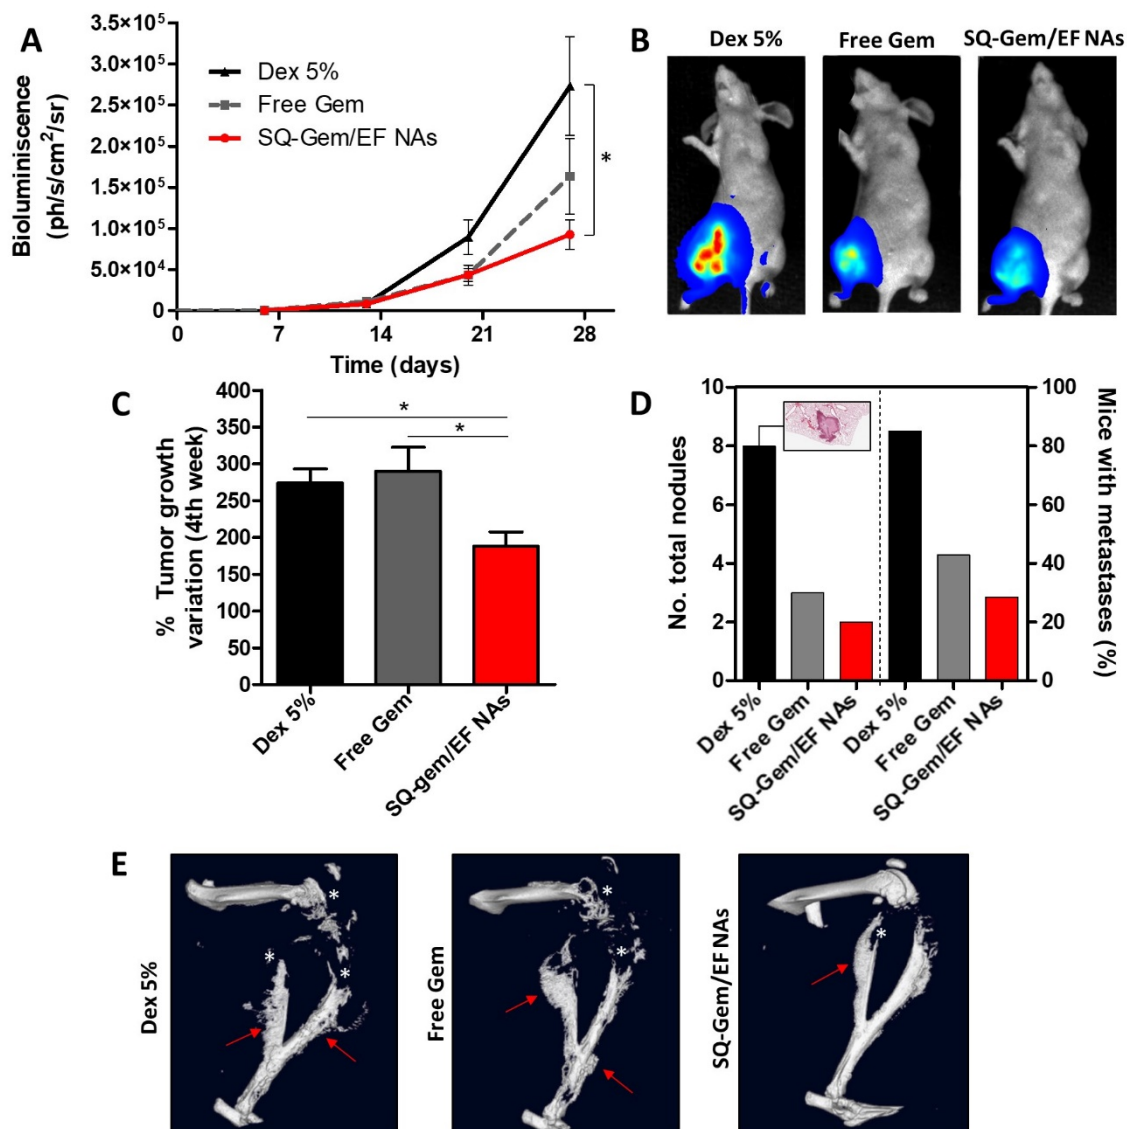 A
3.5×10⁵
3.0×10⁵
2.5×10⁵
2.0×10⁵
1.5×10⁵
1.0×10⁵
5.0×10⁴
0
Bioluminiscence
(ph/s/cm²/sr)
Dex 5%
Free Gem
SQ-Gem/EF NAs
*
0 7 14 21 28
Time (days)
B
Dex 5% Free Gem SQ-Gem/EF NAs
C
400
350
300
250
200
150
100
50
0
% Tumor growth
variation (4th week)
*
*
Dex 5%
Free Gem
SQ-gem/EF NAs
D
10
8
6
4
2
0
No. total nodules
100
80
60
40
20
0
Mice with metastases (%)
Dex 5%
Free Gem
SQ-Gem/EF NAs
Dex 5%
Free Gem
SQ-Gem/EF NAs
E
Dex 5%
*
*
*
Free Gem
*
*
SQ-Gem/EF NAs
*